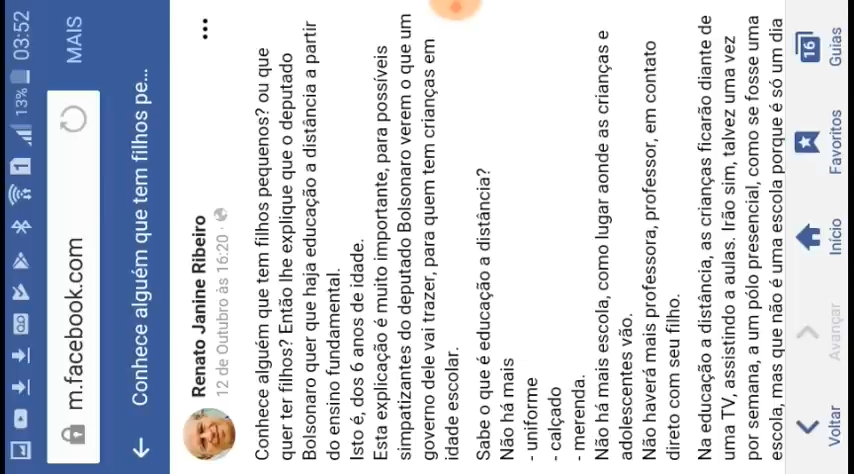 13% 03:52
m.facebook.com MAIS
Conhece alguém que tem filhos pe...
Renato Janine Ribeiro
12 de Outubro às 16:20
Conhece alguém que tem filhos pequenos? ou que
quer ter filhos? Então lhe explique que o deputado
Bolsonaro quer que haja educação a distância a partir
do ensino fundamental.
Isto é, dos 6 anos de idade.
Esta explicação é muito importante, para possíveis
simpatizantes do deputado Bolsonaro verem o que um
governo dele vai trazer, para quem tem crianças em
idade escolar.
Sabe o que é educação a distância?
Não há mais
- uniforme
- calçado
- merenda.
Não há mais escola, como lugar aonde as crianças e
adolescentes vão.
Não haverá mais professora, professor, em contato
direto com seu filho.
Na educação a distância, as crianças ficarão diante de
uma TV, assistindo a aulas. Irão sim, talvez uma vez
por semana, a um pólo presencial, como se fosse uma
escola, mas que não é uma escola porque é só um dia
Voltar Avançar Início Favoritos 16 Guias